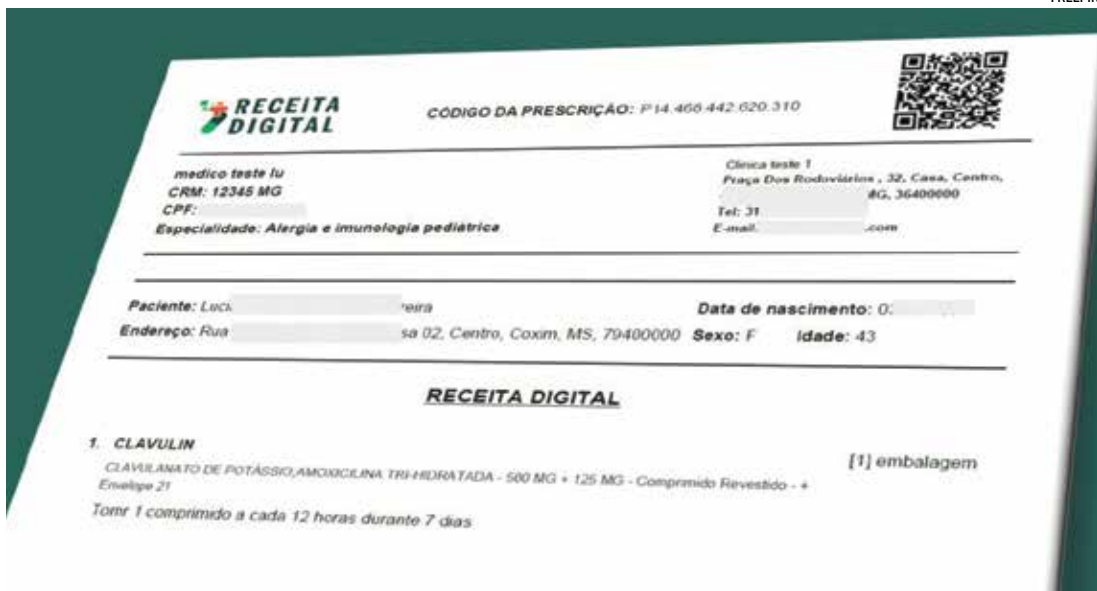 RECEITA
DIGITAL
CÓDIGO DA PRESCRIÇÃO: P14.466.442.620.310
medico teste lu
CRM: 12345 MG
CPF:
Especialidade: Alergia e imunologia pediátrica
Clinica teste 1
Praça Dos Rodoviários , 32, Casa, Centro,
MG, 36400000
Tel: 31
E-mail. .com
Paciente: Luci reira
Data de nascimento: 0
Endereço: Rua sa 02, Centro, Coxim, MS, 79400000 Sexo: F Idade: 43
RECEITA DIGITAL
1. CLAVULIN
[1] embalagem
CLAVULANATO DE POTÁSSIO,AMOXICILINA TRI-HIDRATADA - 500 MG + 125 MG - Comprimido Revestido - +
Envelope 21
Tomr 1 comprimido a cada 12 horas durante 7 dias